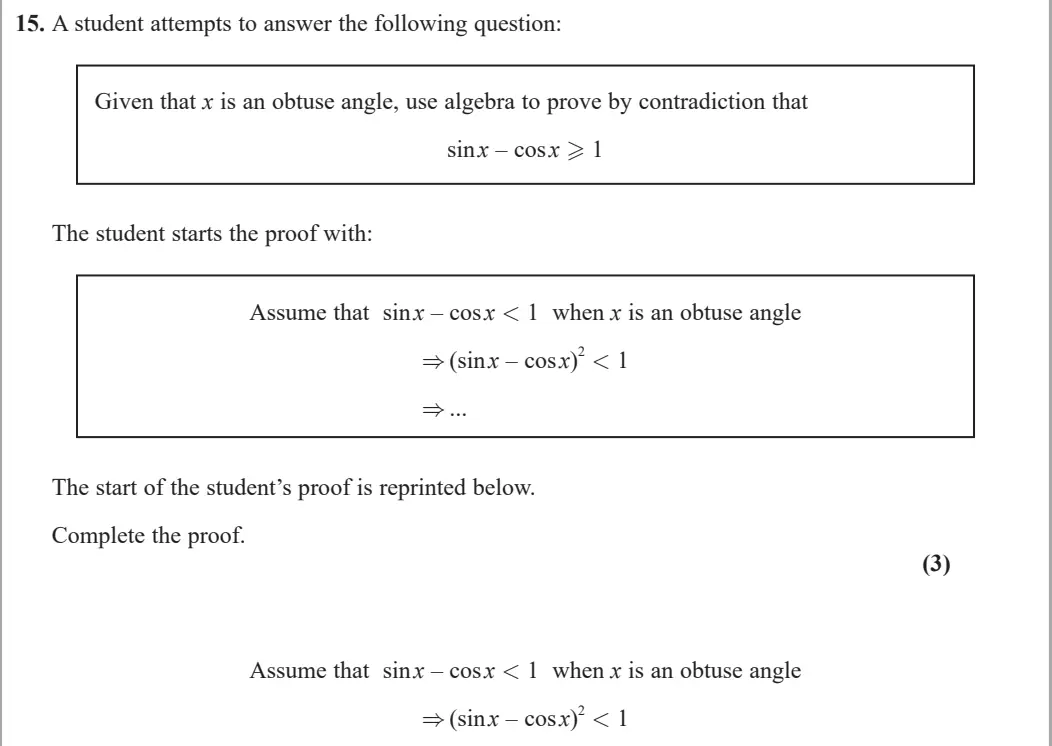 15. A student attempts to answer the following question:
Given that x is an obtuse angle, use algebra to prove by contradiction that
sin x – cos x ⩾ 1
The student starts the proof with:
Assume that sin x – cos x < 1 when x is an obtuse angle
⇒ (sin x – cos x)² < 1
⇒ ...
The start of the student’s proof is reprinted below.
Complete the proof.
(3)
Assume that sin x – cos x < 1 when x is an obtuse angle
⇒ (sin x – cos x)² < 1